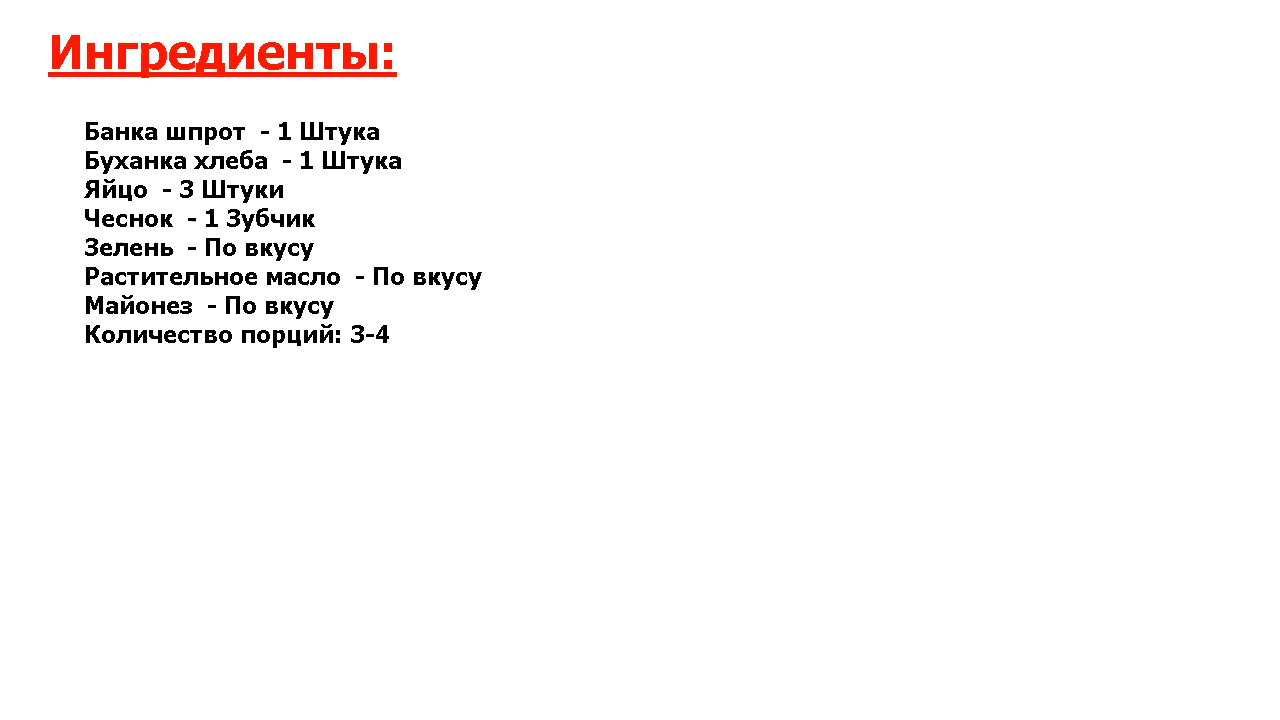 Ингредиенты:
Банка шпрот  - 1 Штука
Буханка хлеба  - 1 Штука
Яйцо  - 3 Штуки
Чеснок  - 1 Зубчик
Зелень  - По вкусу
Растительное масло  - По вкусу
Майонез  - По вкусу
Количество порций: 3-4